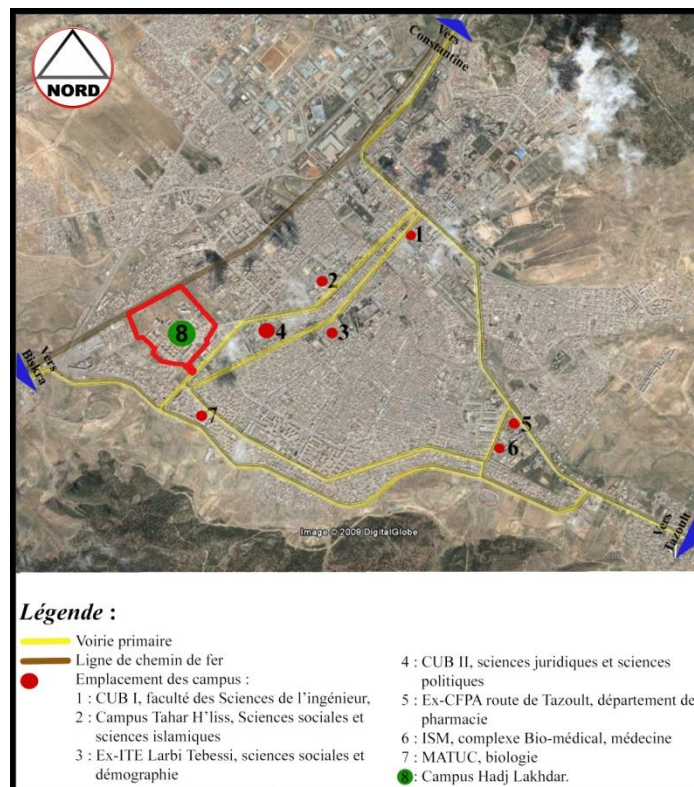 NORD
Vers
Constantine
1
2
4
3
8
Vers
Biskra
7
5
6
Vers
Tazoult
Image © 2009 DigitalGlobe
Légende :
Voirie primaire
Ligne de chemin de fer
Emplacement des campus :
1 : CUB I, faculté des Sciences de l'ingénieur,
2 : Campus Tahar H'liss, Sciences sociales et
sciences islamiques
3 : Ex-ITE Larbi Tebessi, sciences sociales et
démographie
4 : CUB II, sciences juridiques et sciences
politiques
5 : Ex-CFPA route de Tazoult, département de
pharmacie
6 : ISM, complexe Bio-médical, médecine
7 : MATUC, biologie
8 : Campus Hadj Lakhdar.